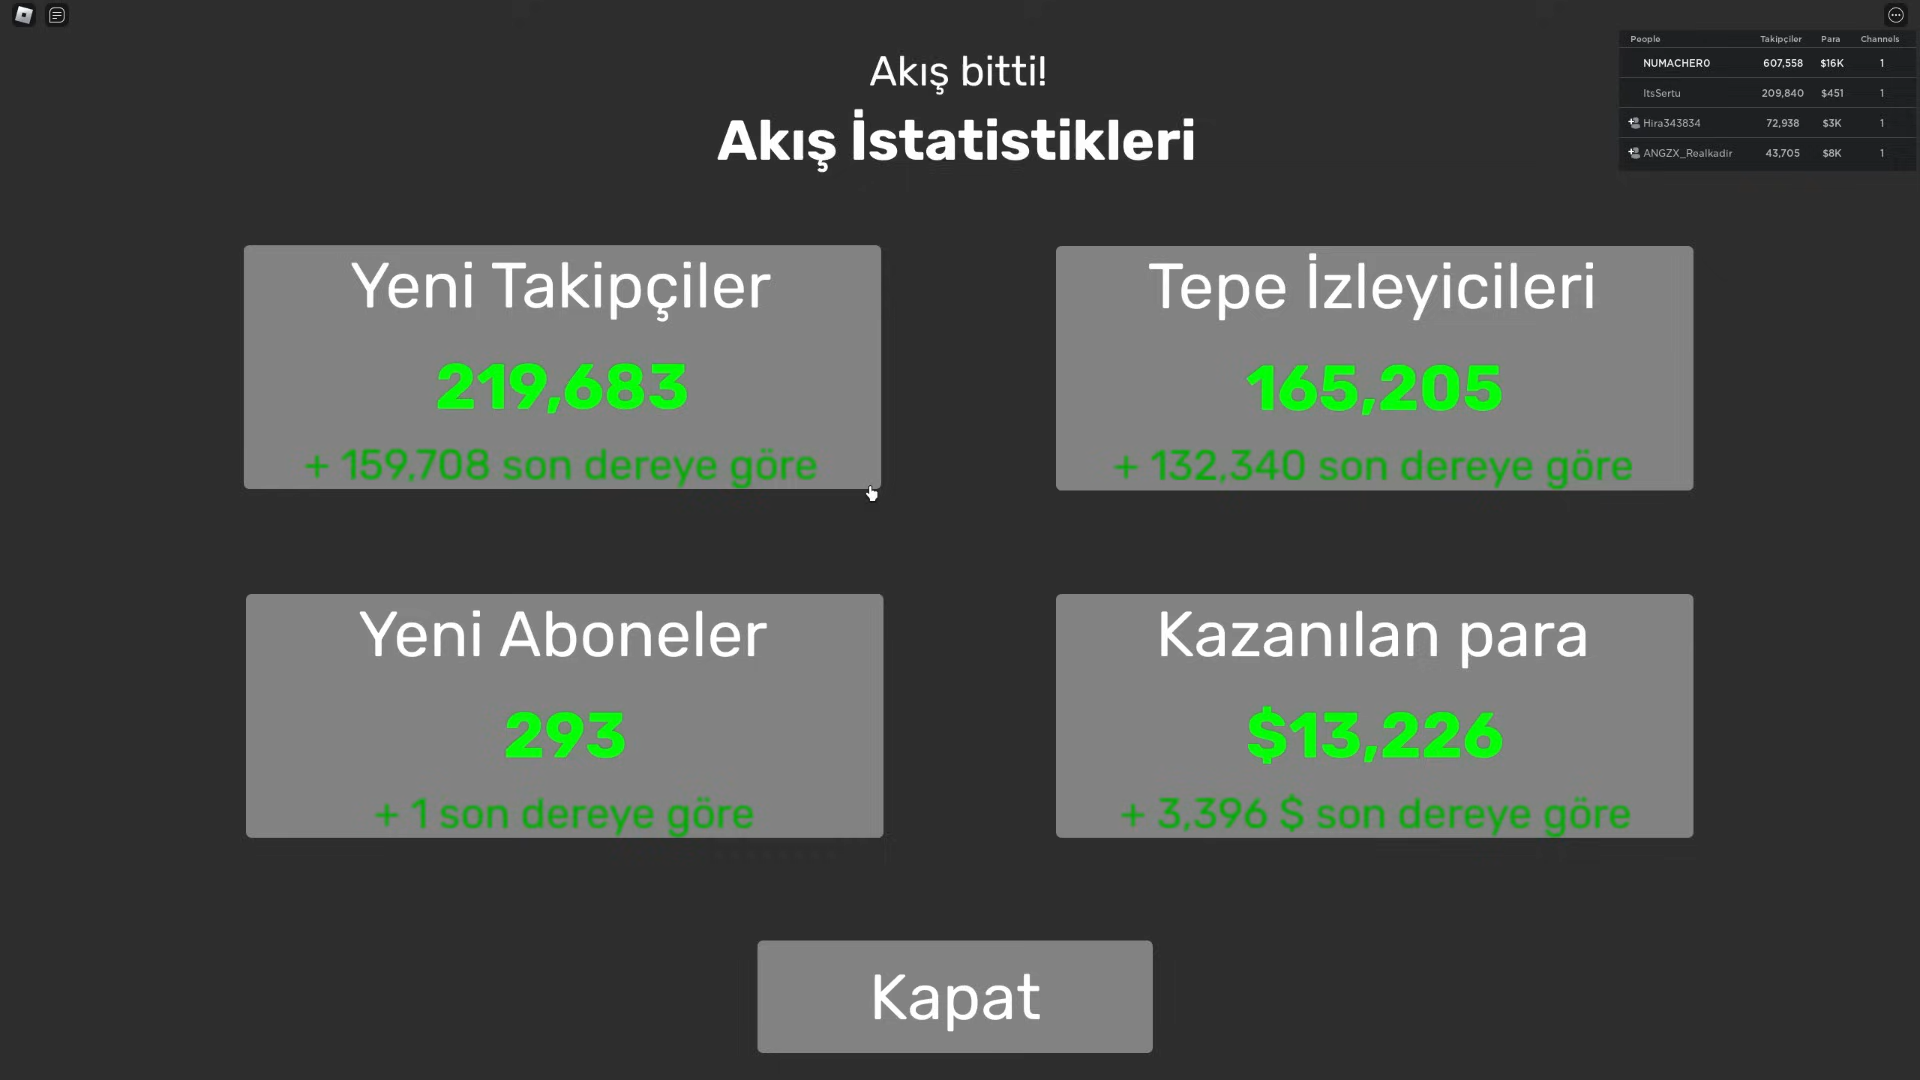 People Takipçiler Para Channels
NUMACHER0 607,558 $16K 1
ItsSertu 209,840 $451 1
Hira343834 72,938 $3K 1
ANGZX_Realkadir 43,705 $8K 1
Akış bitti!
Akış İstatistikleri
Yeni Takipçiler
219,683
+ 159,708 son dereye göre
Tepe İzleyicileri
165,205
+ 132,340 son dereye göre
Yeni Aboneler
293
+ 1 son dereye göre
Kazanılan para
$13,226
+ 3,396 $ son dereye göre
Kapat